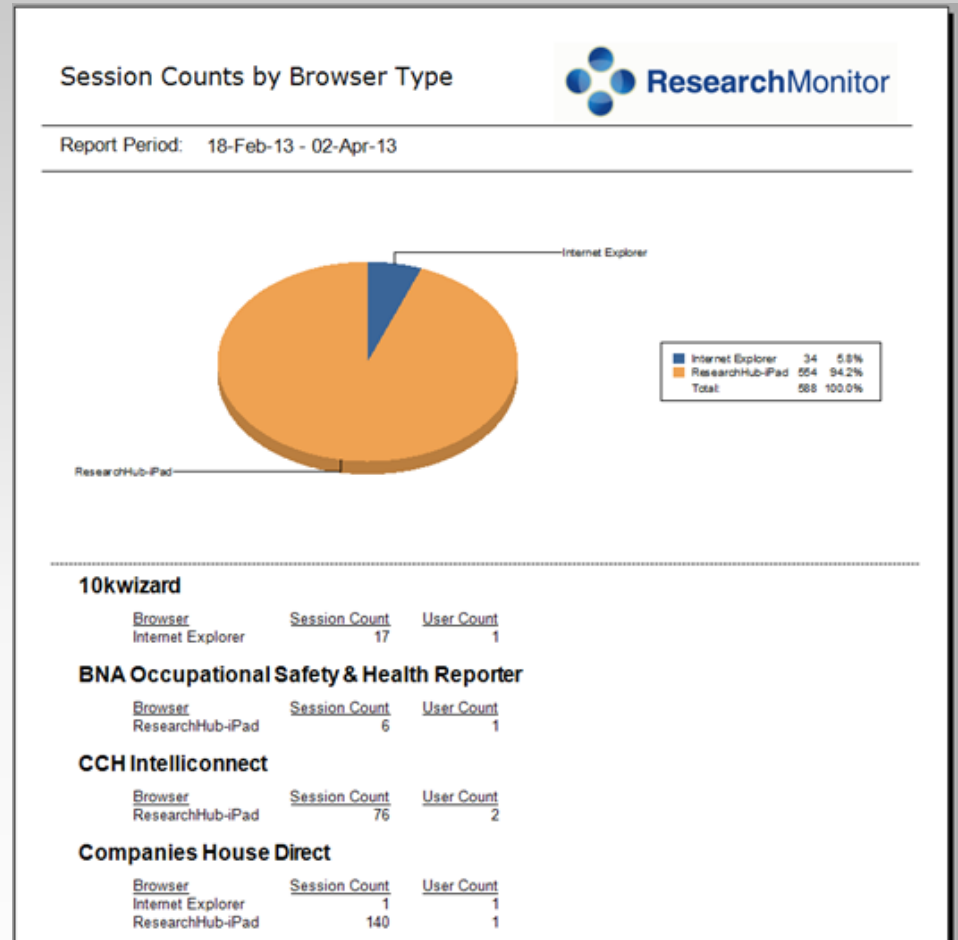 Session Counts by Browser Type
ResearchMonitor
Report Period: 18-Feb-13 - 02-Apr-13
Internet Explorer
Internet Explorer 34 5.8%
ResearchHub-iPad 554 94.2%
Total: 588 100.0%
ResearchHub-iPad
10kwizard
Browser Session Count User Count
Internet Explorer 17 1
BNA Occupational Safety & Health Reporter
Browser Session Count User Count
ResearchHub-iPad 6 1
CCH Intelliconnect
Browser Session Count User Count
ResearchHub-iPad 76 2
Companies House Direct
Browser Session Count User Count
Internet Explorer 1 1
ResearchHub-iPad 140 1